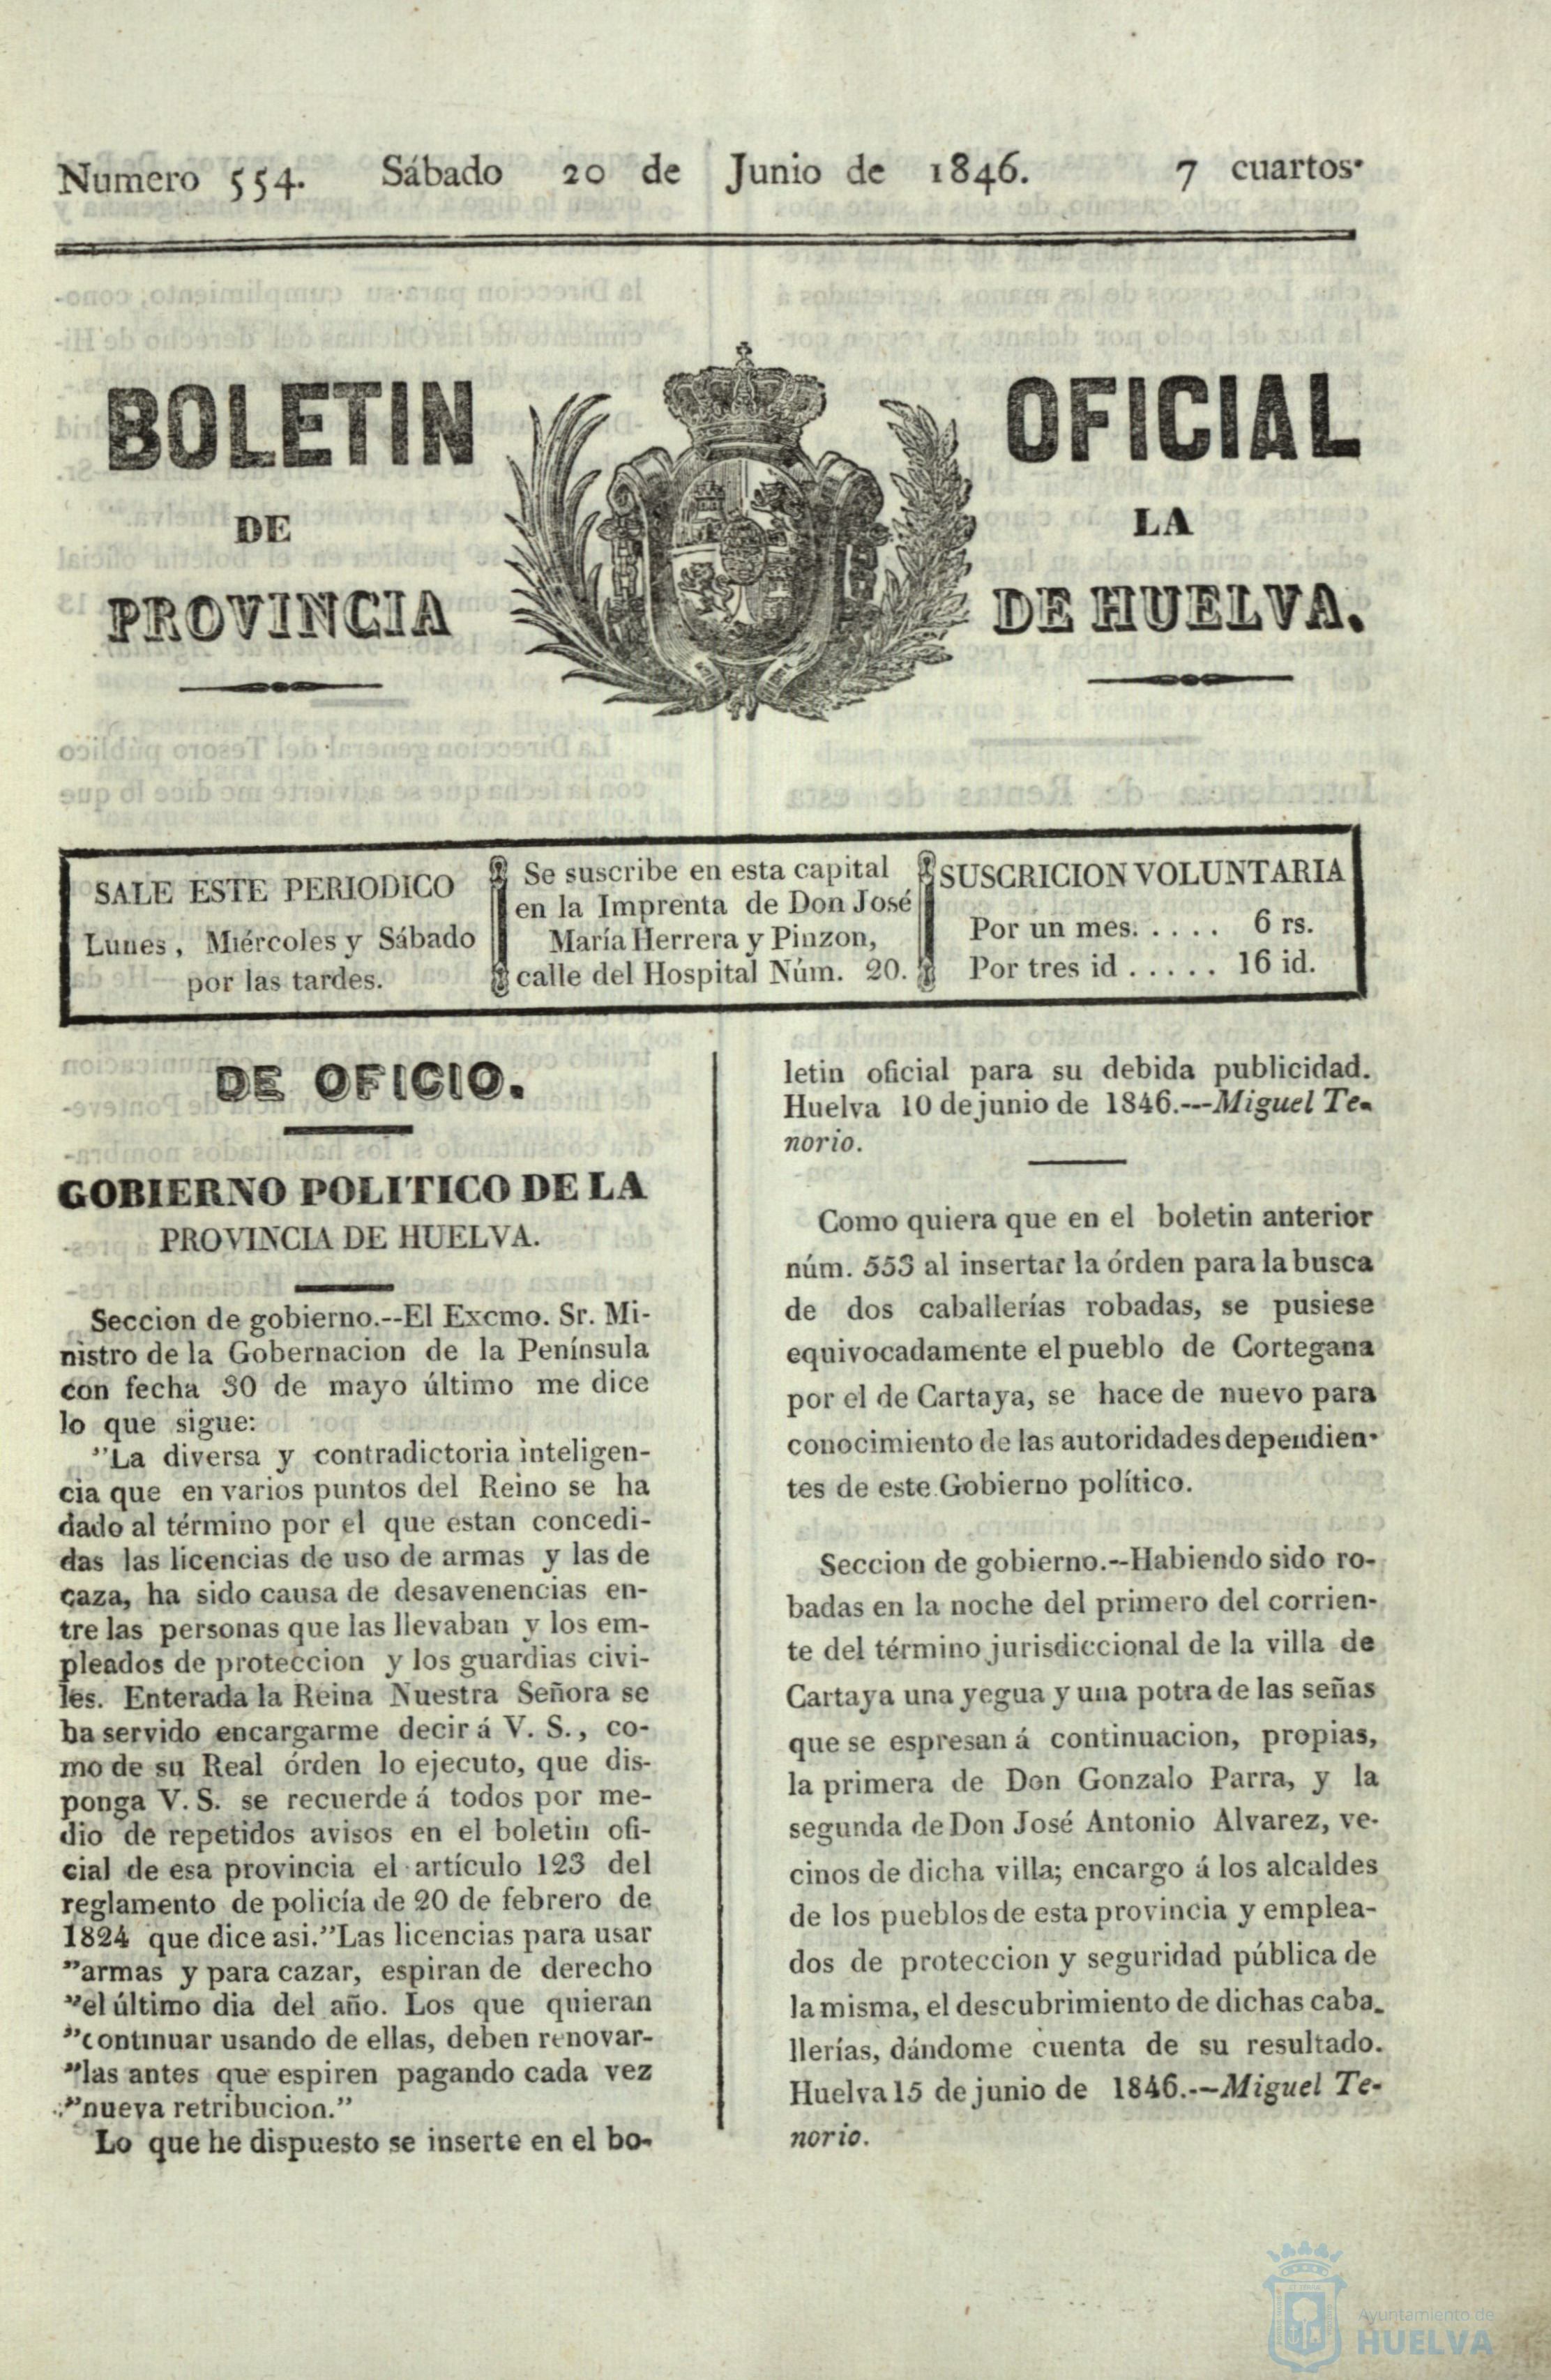 Numero 554. Sábado 20 de Junio de 1846. 7 cuartos.
BOLETIN OFICIAL
DE LA
PROVINCIA DE HUELVA.
SALE ESTE PERIODICO
Lunes, Miércoles y Sábado
por las tardes.
Se suscribe en esta capital
en la Imprenta de Don José
María Herrera y Pinzon,
calle del Hospital Núm. 20.
SUSCRICION VOLUNTARIA
Por un mes. . . . . 6 rs.
Por tres id . . . . . 16 id.
DE OFICIO.
GOBIERNO POLITICO DE LA
PROVINCIA DE HUELVA.
Seccion de gobierno.--El Excmo. Sr. Mi-
nistro de la Gobernacion de la Península
con fecha 30 de mayo último me dice
lo que sigue:
"La diversa y contradictoria inteligen-
cia que en varios puntos del Reino se ha
dado al término por el que estan concedi-
das las licencias de uso de armas y las de
caza, ha sido causa de desavenencias en-
tre las personas que las llevaban y los em-
pleados de proteccion y los guardias civi-
les. Enterada la Reina Nuestra Señora se
ha servido encargarme decir á V. S., co-
mo de su Real órden lo ejecuto, que dis-
ponga V. S. se recuerde á todos por me-
dio de repetidos avisos en el boletin ofi-
cial de esa provincia el artículo 123 del
reglamento de policía de 20 de febrero de
1824 que dice asi."Las licencias para usar
"armas y para cazar, espiran de derecho
"el último dia del año. Los que quieran
"continuar usando de ellas, deben renovar-
"las antes que espiren pagando cada vez
"nueva retribucion."
Lo que he dispuesto se inserte en el bo-
letin oficial para su debida publicidad.
Huelva 10 de junio de 1846.---Miguel Te-
norio.
Como quiera que en el boletin anterior
núm. 553 al insertar la órden para la busca
de dos caballerías robadas, se pusiese
equivocadamente el pueblo de Cortegana
por el de Cartaya, se hace de nuevo para
conocimiento de las autoridades dependien-
tes de este Gobierno político.
Seccion de gobierno.--Habiendo sido ro-
badas en la noche del primero del corrien-
te del término jurisdiccional de la villa de
Cartaya una yegua y una potra de las señas
que se espresan á continuacion, propias,
la primera de Don Gonzalo Parra, y la
segunda de Don José Antonio Alvarez, ve-
cinos de dicha villa; encargo á los alcaldes
de los pueblos de esta provincia y emplea-
dos de proteccion y seguridad pública de
la misma, el descubrimiento de dichas caba-
llerías, dándome cuenta de su resultado.
Huelva 15 de junio de 1846.--Miguel Te-
norio.
Ayuntamiento de
HUELVA